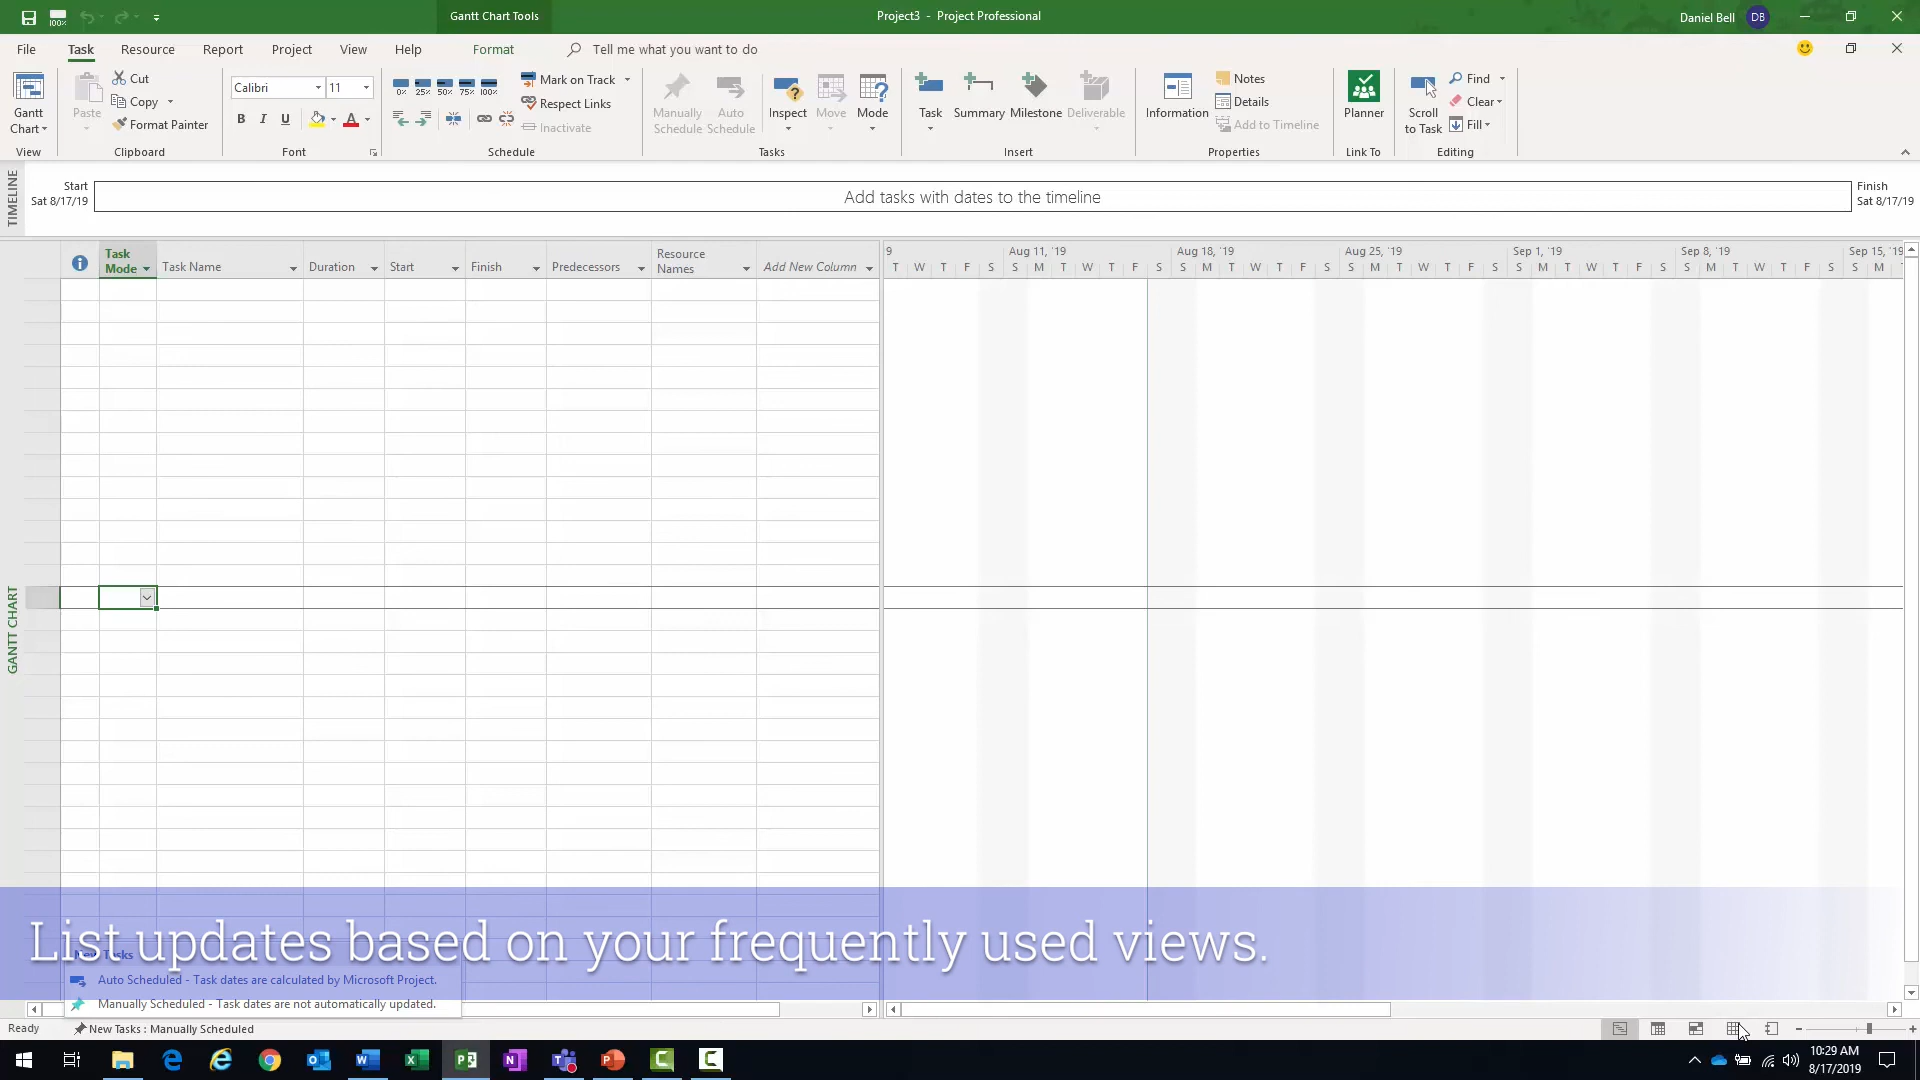 Gantt Chart Tools
Project3 - Project Professional
Daniel Bell
DB
File
Task
Resource
Report
Project
View
Help
Format
Tell me what you want to do
Gantt
Chart
View
Paste
Cut
Copy
Format Painter
Clipboard
Calibri
11
B
I
U
A
Font
0%
25%
50%
75%
100%
Mark on Track
Respect Links
Inactivate
Schedule
Manually
Schedule
Auto
Schedule
Inspect
Move
Mode
Tasks
Task
Summary
Milestone
Deliverable
Insert
Information
Notes
Details
Add to Timeline
Properties
Planner
Link To
Scroll
to Task
Find
Clear
Fill
Editing
TIMELINE
Start
Sat 8/17/19
Add tasks with dates to the timeline
Finish
Sat 8/17/19
Task
Mode
Task Name
Duration
Start
Finish
Predecessors
Resource
Names
Add New Column
9
Aug 11, '19
Aug 18, '19
Aug 25, '19
Sep 1, '19
Sep 8, '19
Sep 15, '19
T W T F S S M T W T F S S M T W T F S S M T W T F S S M T W T F S S M T W T F S S M
GANTT CHART
List updates based on your frequently used views.
New Tasks
Auto Scheduled - Task dates are calculated by Microsoft Project.
Manually Scheduled - Task dates are not automatically updated.
Ready
New Tasks : Manually Scheduled
10:29 AM
8/17/2019